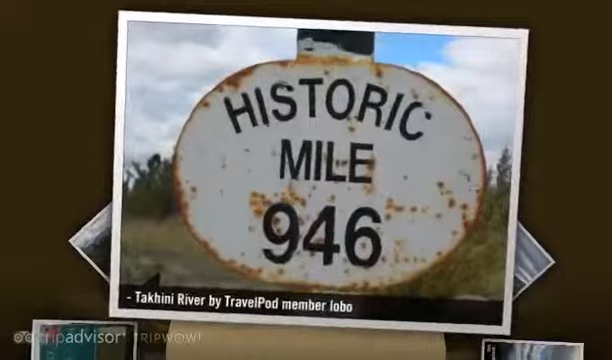 HISTORIC
MILE
946
- Takhini River by TravelPod member lobo
tripadvisor® TRIPWOW!